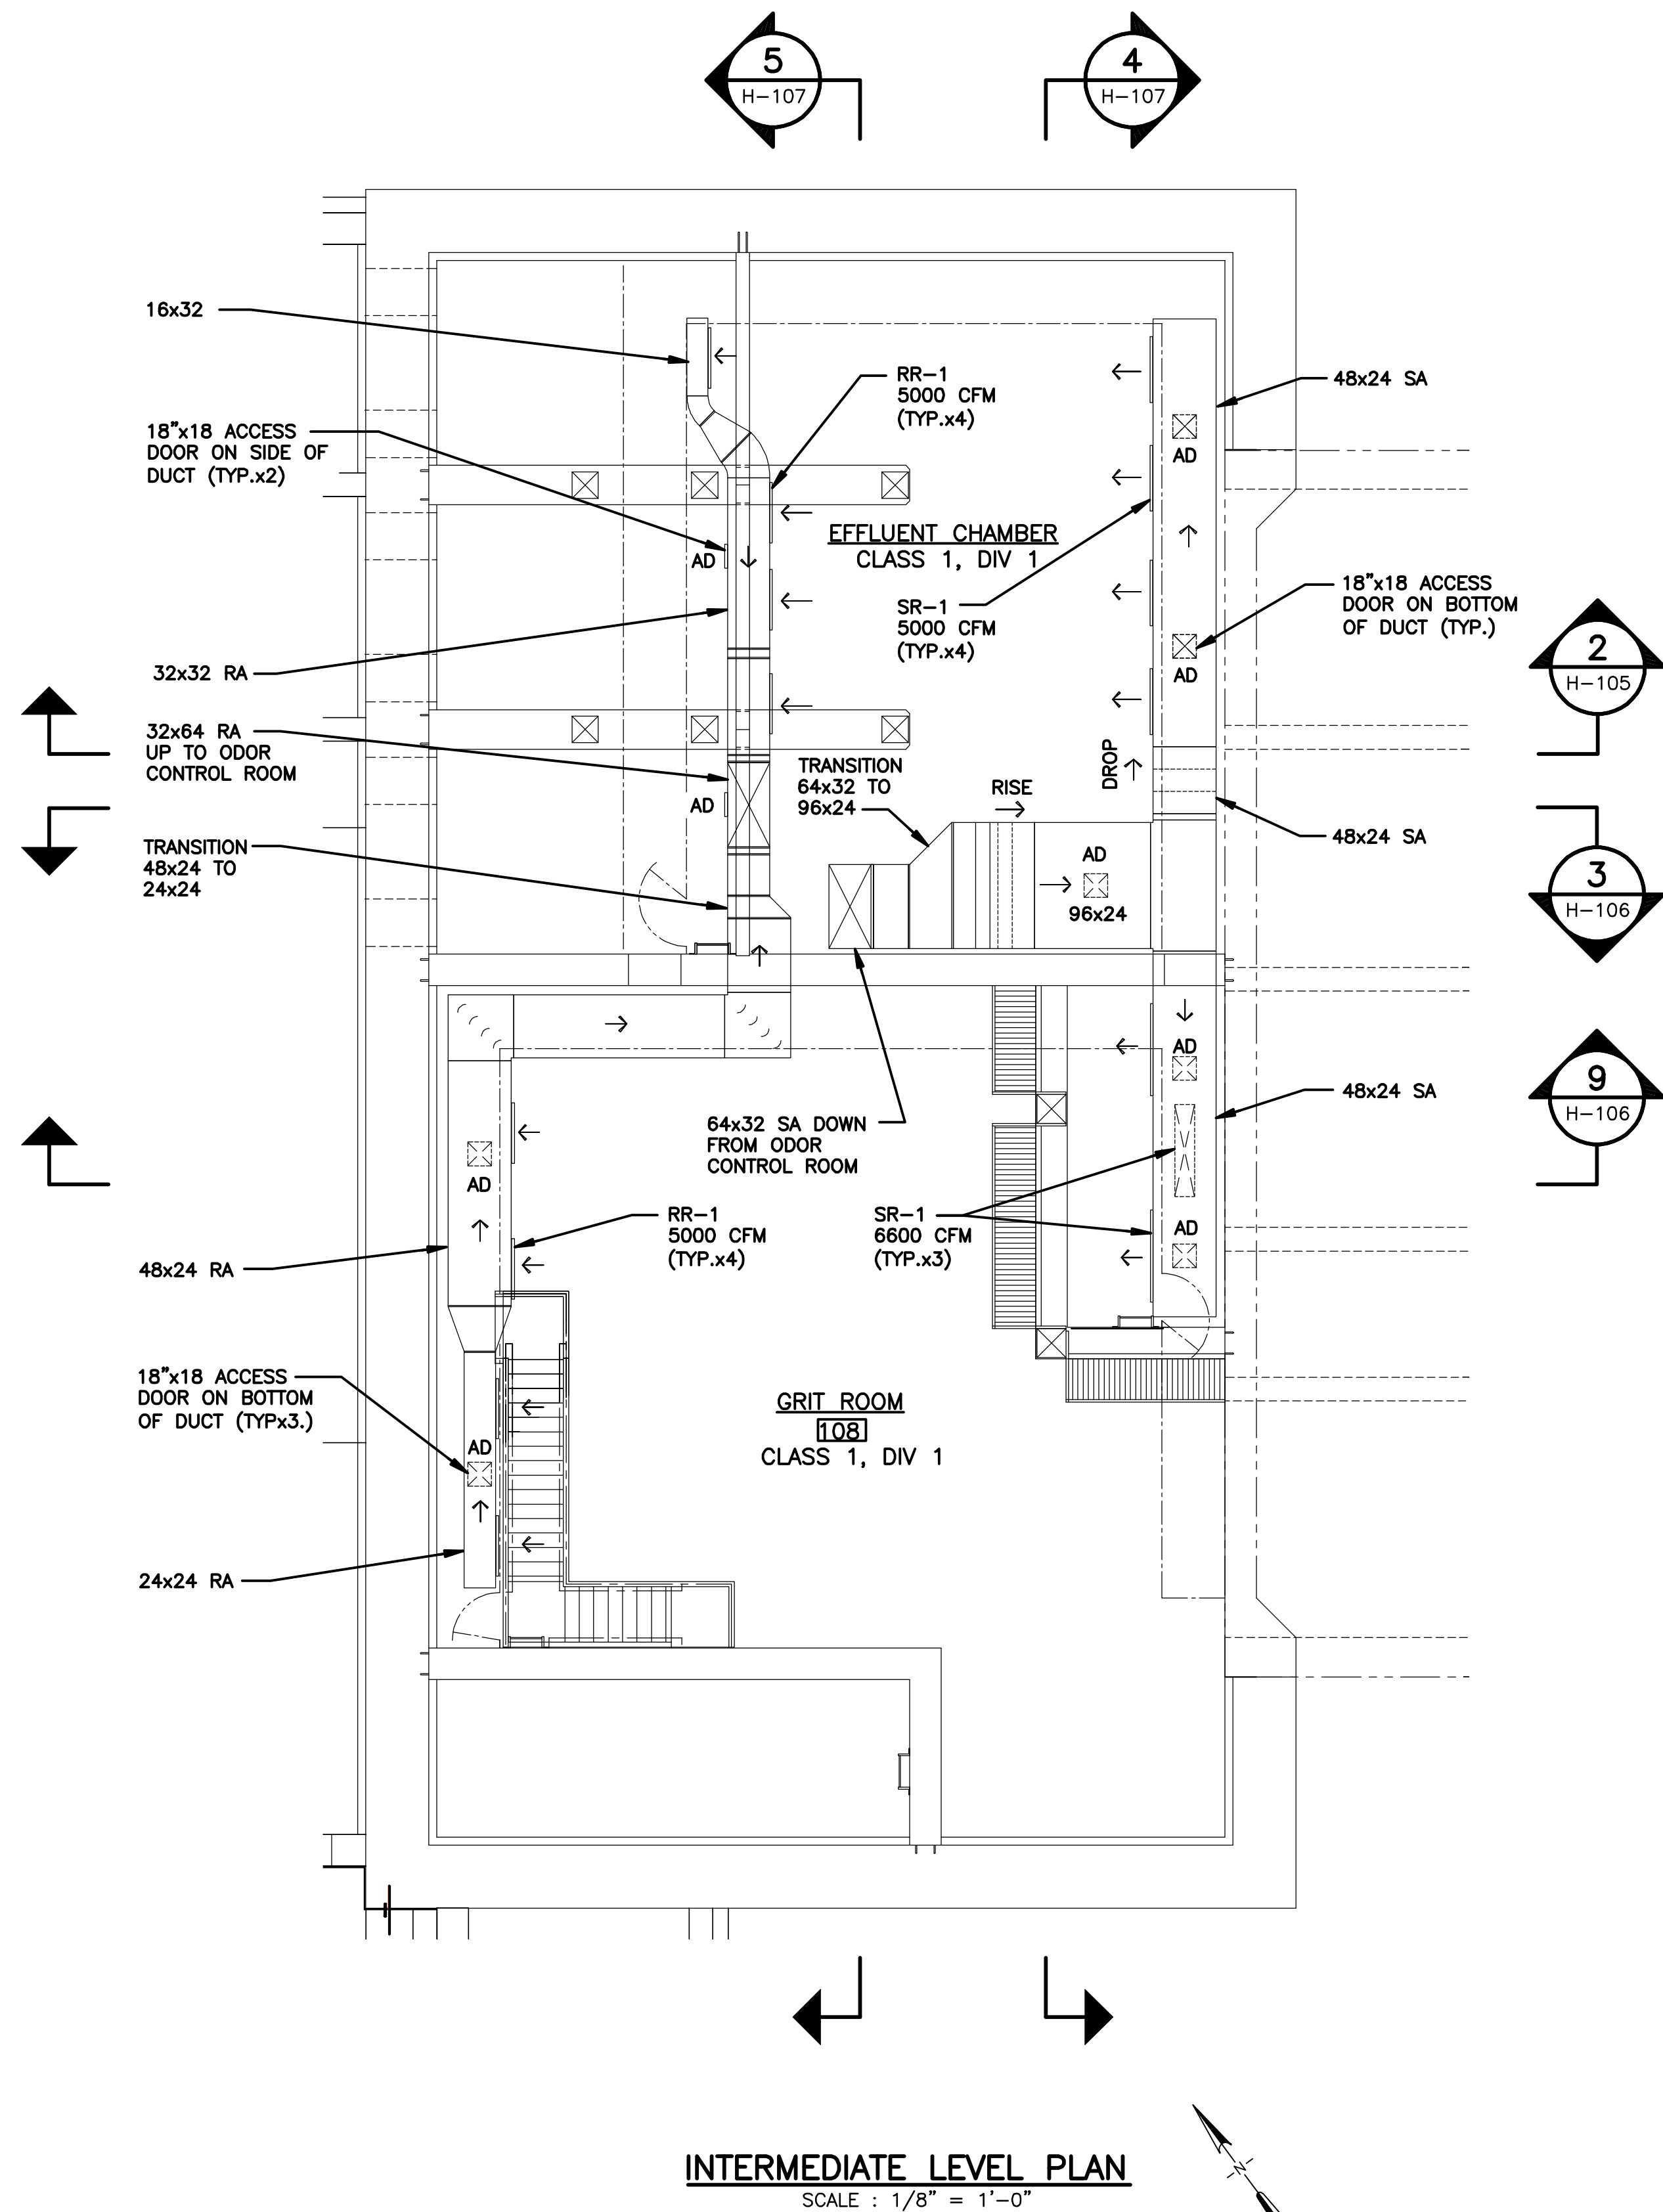 5
H-107
4
H-107
16x32
RR-1
5000 CFM
(TYP.x4)
48x24 SA
18"x18 ACCESS
DOOR ON SIDE OF
DUCT (TYP.x2)
AD
EFFLUENT CHAMBER
CLASS 1, DIV 1
AD
SR-1
5000 CFM
(TYP.x4)
18"x18 ACCESS
DOOR ON BOTTOM
OF DUCT (TYP.)
2
H-105
32x32 RA
AD
32x64 RA
UP TO ODOR
CONTROL ROOM
TRANSITION
64x32 TO
96x24
RISE
DROP
AD
48x24 SA
TRANSITION
48x24 TO
24x24
AD
96x24
3
H-106
AD
9
H-106
48x24 SA
64x32 SA DOWN
FROM ODOR
CONTROL ROOM
AD
RR-1
5000 CFM
(TYP.x4)
SR-1
6600 CFM
(TYP.x3)
AD
48x24 RA
18"x18 ACCESS
DOOR ON BOTTOM
OF DUCT (TYPx3.)
GRIT ROOM
108
CLASS 1, DIV 1
AD
24x24 RA
INTERMEDIATE LEVEL PLAN
SCALE : 1/8" = 1'-0"
N